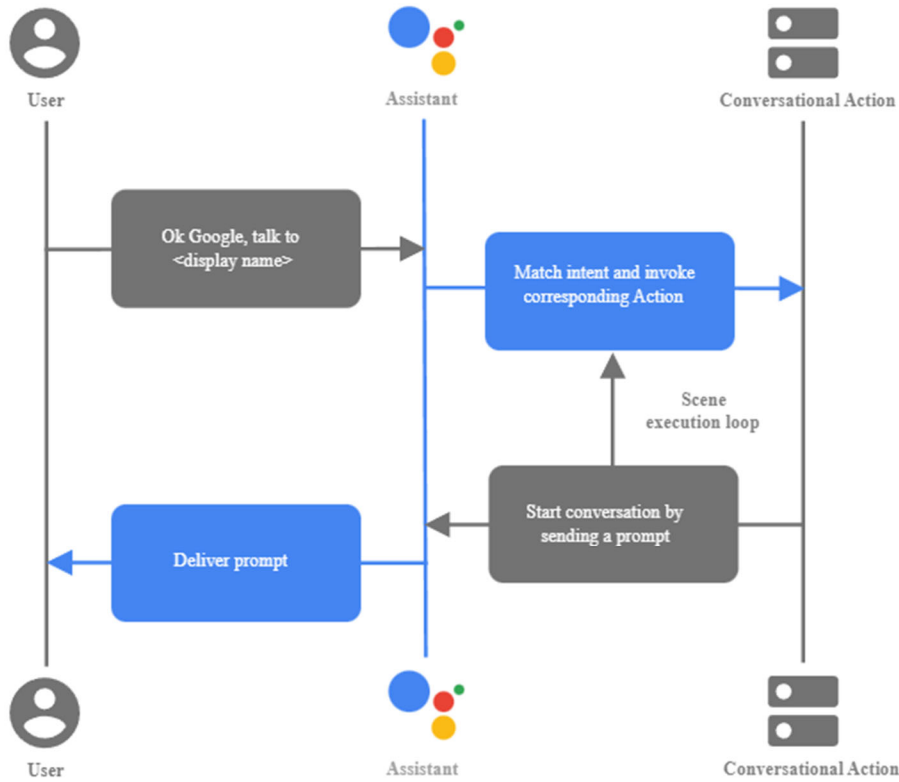 User
Assistant
Conversational Action
Ok Google, talk to
<display name>
Match intent and invoke
corresponding Action
Scene
execution loop
Start conversation by
sending a prompt
Deliver prompt
User
Assistant
Conversational Action